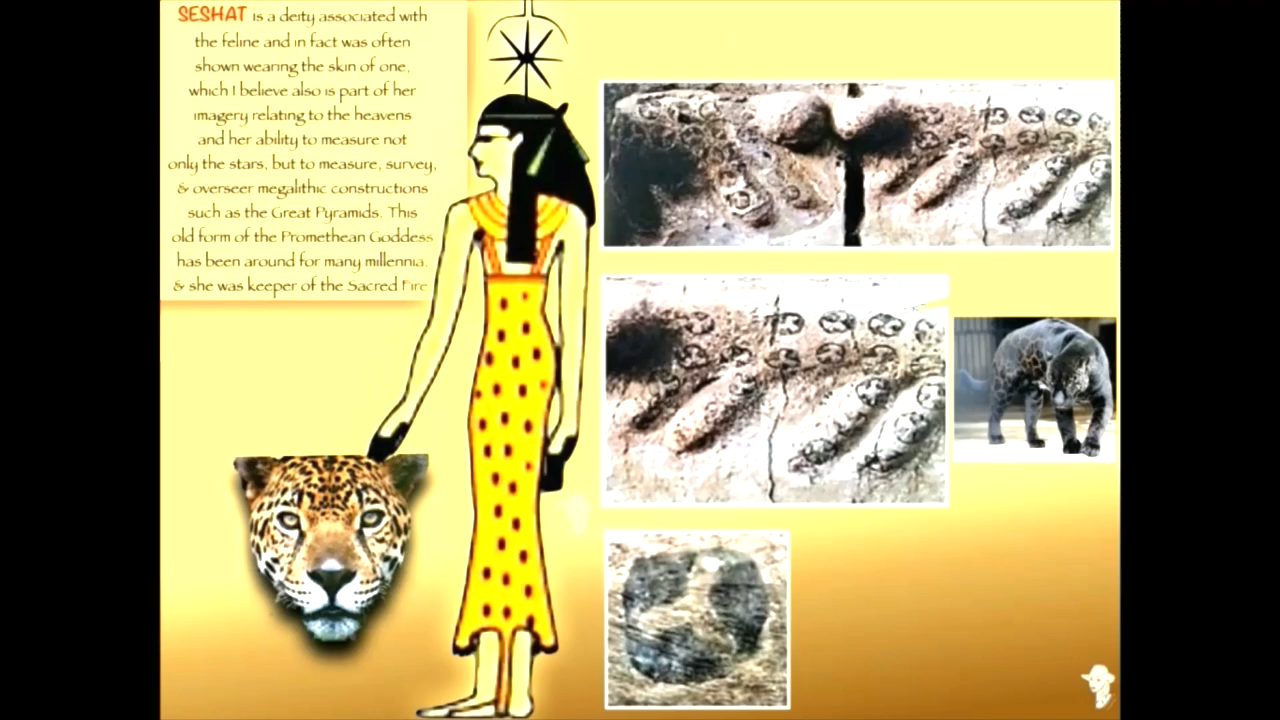 SESHAT is a deity associated with
the feline and in fact was often
shown wearing the skin of one,
which I believe also is part of her
imagery relating to the heavens
and her ability to measure not
only the stars, but to measure, survey,
& overseer megalithic constructions
such as the Great Pyramids. This
old form of the Promethean Goddess
has been around for many millennia,
& she was keeper of the Sacred Fire